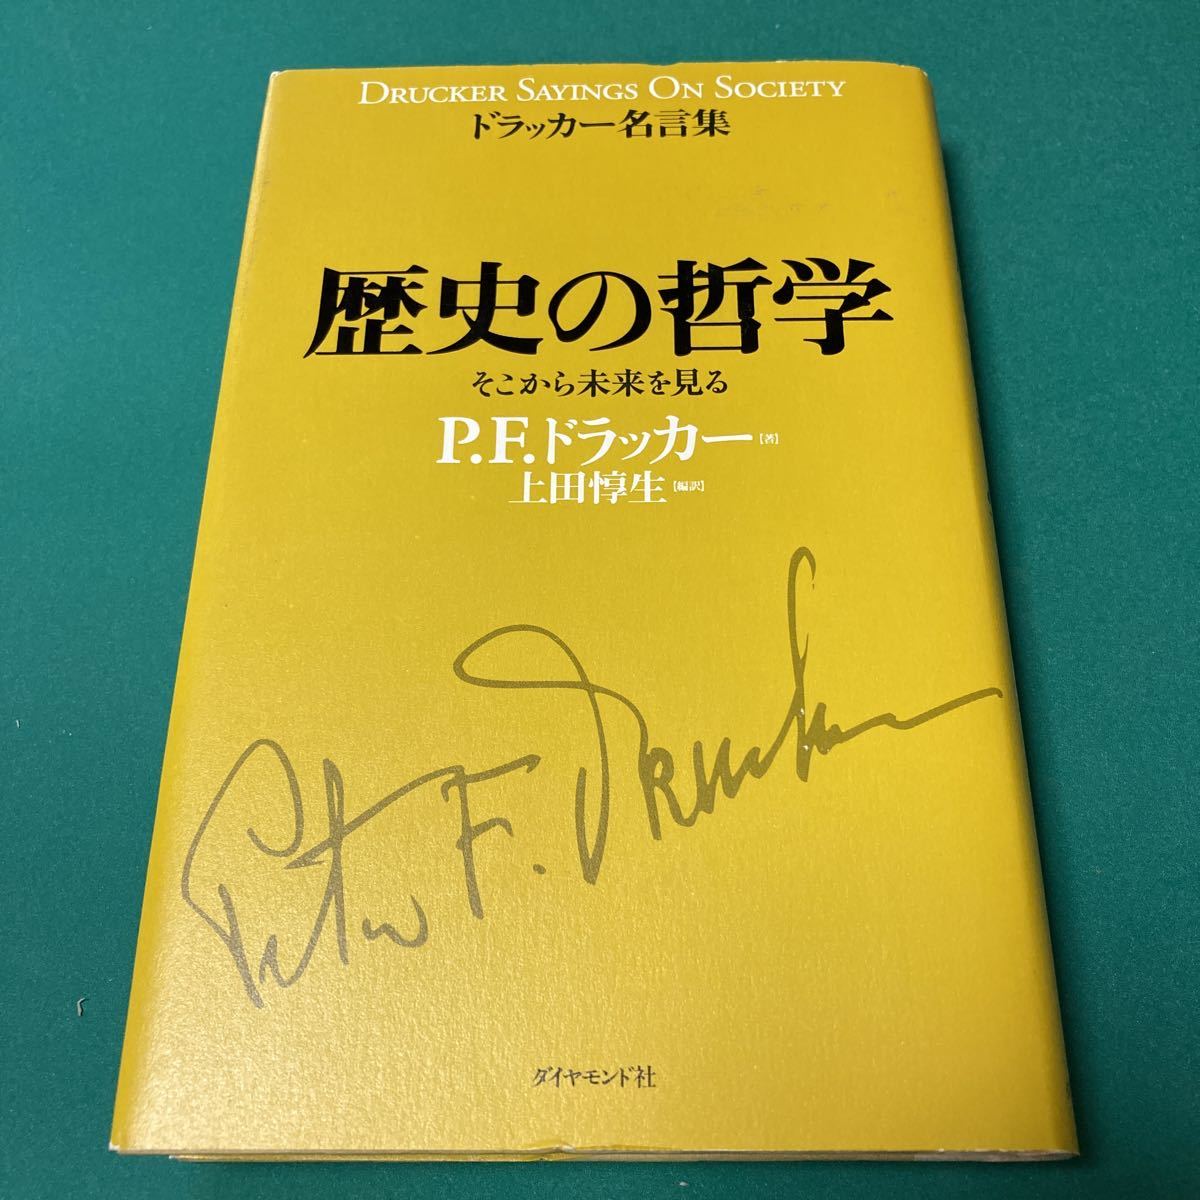 DRUCKER SAYINGS ON SOCIETY
ドラッカー名言集
歴史の哲学
そこから未来を見る
P.F.ドラッカー【著】
上田惇生【編訳】
Peter F. Drucker
ダイヤモンド社